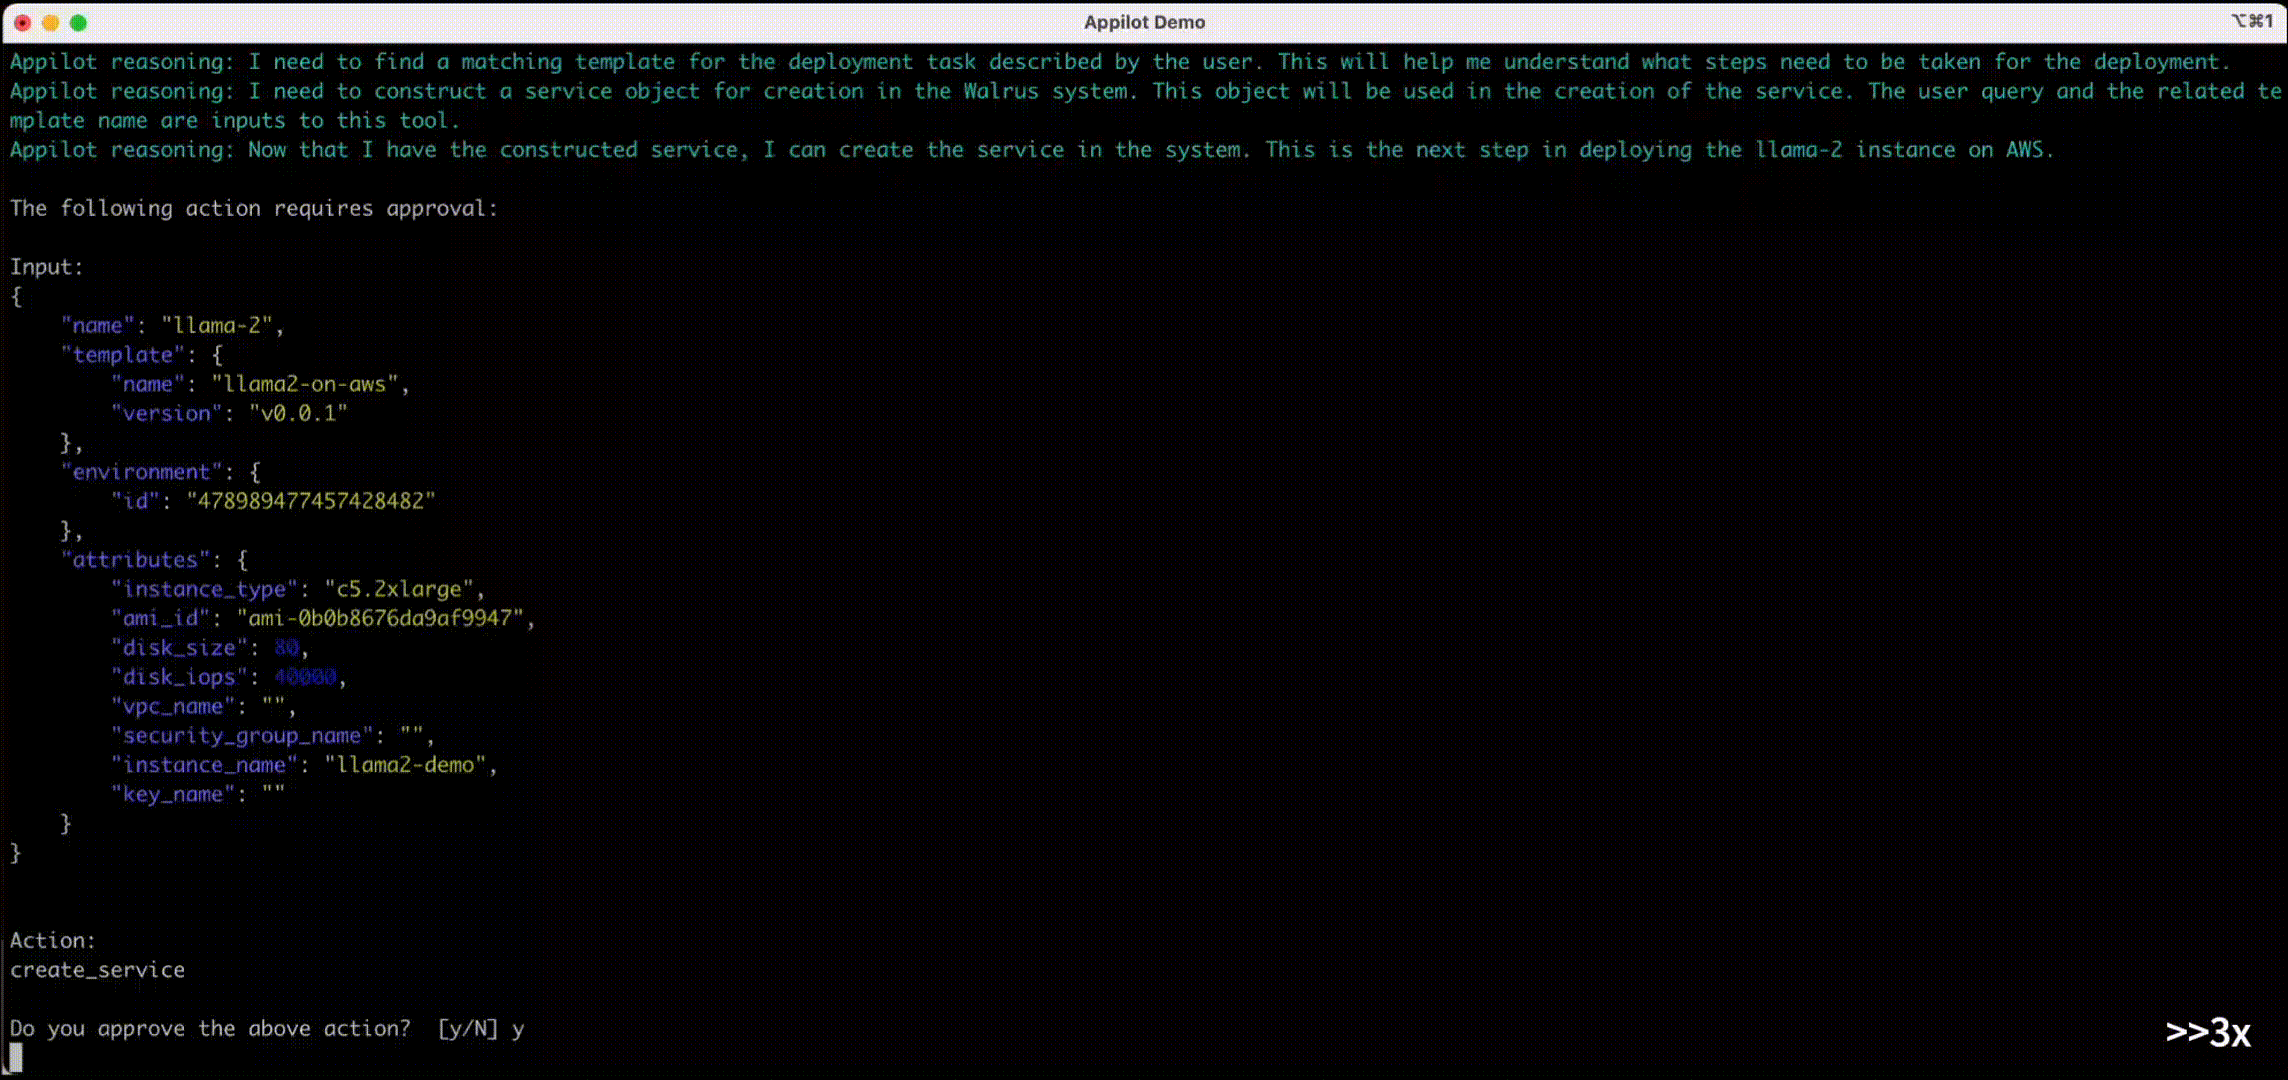 Appilot Demo
⌥⌘1
Appilot reasoning: I need to find a matching template for the deployment task described by the user. This will help me understand what steps need to be taken for the deployment.
Appilot reasoning: I need to construct a service object for creation in the Walrus system. This object will be used in the creation of the service. The user query and the related te
mplate name are inputs to this tool.
Appilot reasoning: Now that I have the constructed service, I can create the service in the system. This is the next step in deploying the llama-2 instance on AWS.
The following action requires approval:
Input:
{
    "name": "llama-2",
    "template": {
        "name": "llama2-on-aws",
        "version": "v0.0.1"
    },
    "environment": {
        "id": "478989477457428482"
    },
    "attributes": {
        "instance_type": "c5.2xlarge",
        "ami_id": "ami-0b0b8676da9af9947",
        "disk_size": 80,
        "disk_iops": 40000,
        "vpc_name": "",
        "security_group_name": "",
        "instance_name": "llama2-demo",
        "key_name": ""
    }
}
Action:
create_service
Do you approve the above action?  [y/N] y
>>3x